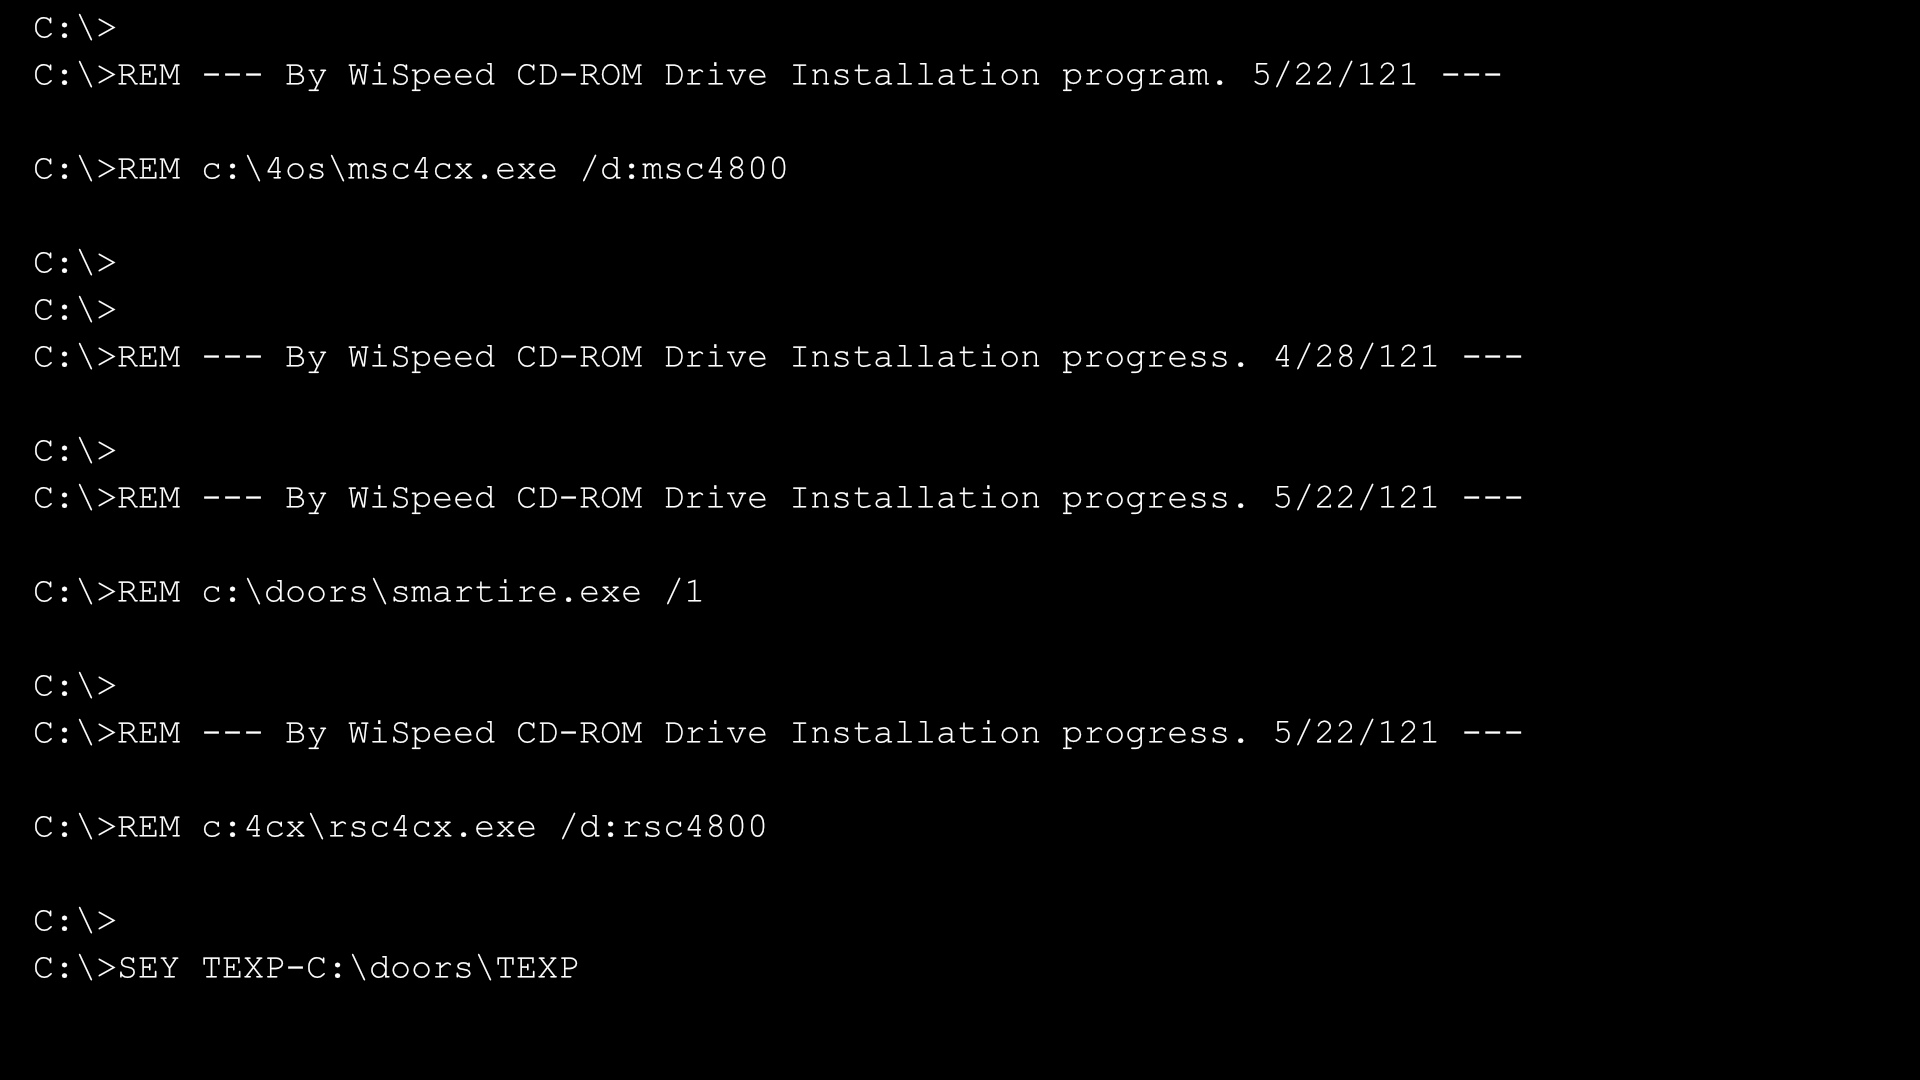 C:\>
C:\>REM --- By WiSpeed CD-ROM Drive Installation program. 5/22/121 ---
C:\>REM c:\4os\msc4cx.exe /d:msc4800
C:\>
C:\>
C:\>REM --- By WiSpeed CD-ROM Drive Installation progress. 4/28/121 ---
C:\>
C:\>REM --- By WiSpeed CD-ROM Drive Installation progress. 5/22/121 ---
C:\>REM c:\doors\smartire.exe /1
C:\>
C:\>REM --- By WiSpeed CD-ROM Drive Installation progress. 5/22/121 ---
C:\>REM c:4cx\rsc4cx.exe /d:rsc4800
C:\>
C:\>SEY TEXP-C:\doors\TEXP